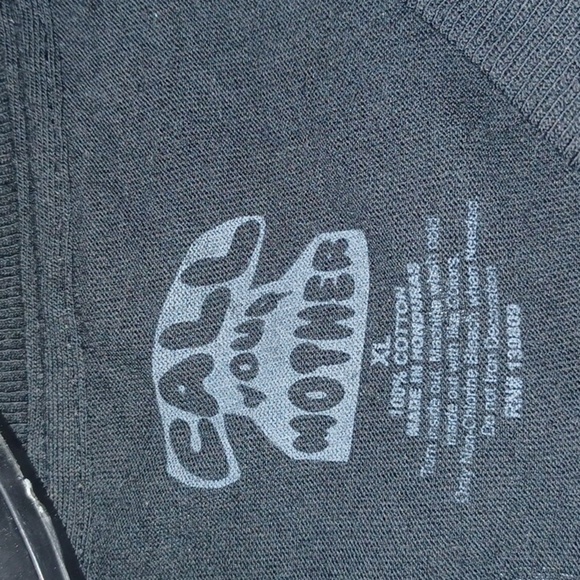 CALL
YOUR
MOTHER
XL
100% COTTON
MADE IN HONDURAS
Turn inside out. Machine wash cold
inside out with like colors
Only Non-Chlorine Bleach When Needed
Do not Iron Decoration
RN#